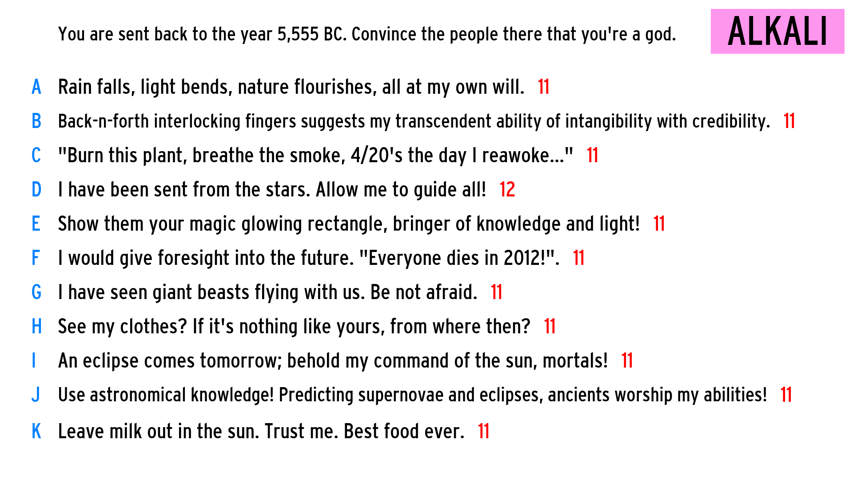 You are sent back to the year 5,555 BC. Convince the people there that you're a god.
ALKALI
A Rain falls, light bends, nature flourishes, all at my own will. 11
B Back-n-forth interlocking fingers suggests my transcendent ability of intangibility with credibility. 11
C "Burn this plant, breathe the smoke, 4/20's the day I reawoke..." 11
D I have been sent from the stars. Allow me to guide all! 12
E Show them your magic glowing rectangle, bringer of knowledge and light! 11
F I would give foresight into the future. "Everyone dies in 2012!". 11
G I have seen giant beasts flying with us. Be not afraid. 11
H See my clothes? If it's nothing like yours, from where then? 11
I An eclipse comes tomorrow; behold my command of the sun, mortals! 11
J Use astronomical knowledge! Predicting supernovae and eclipses, ancients worship my abilities! 11
K Leave milk out in the sun. Trust me. Best food ever. 11